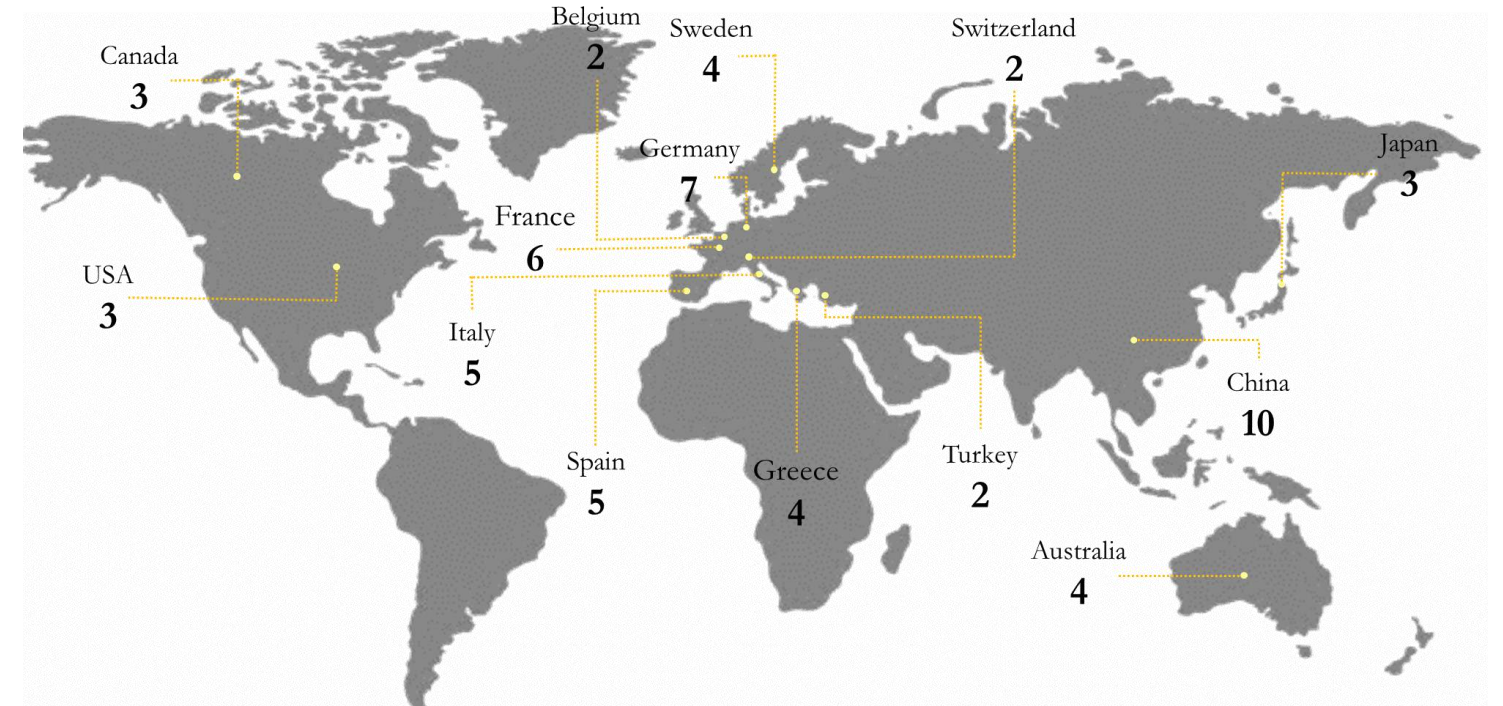 Belgium
2
Sweden
4
Switzerland
2
Canada
3
Germany
7
Japan
3
France
6
USA
3
Italy
5
China
10
Spain
5
Greece
4
Turkey
2
Australia
4